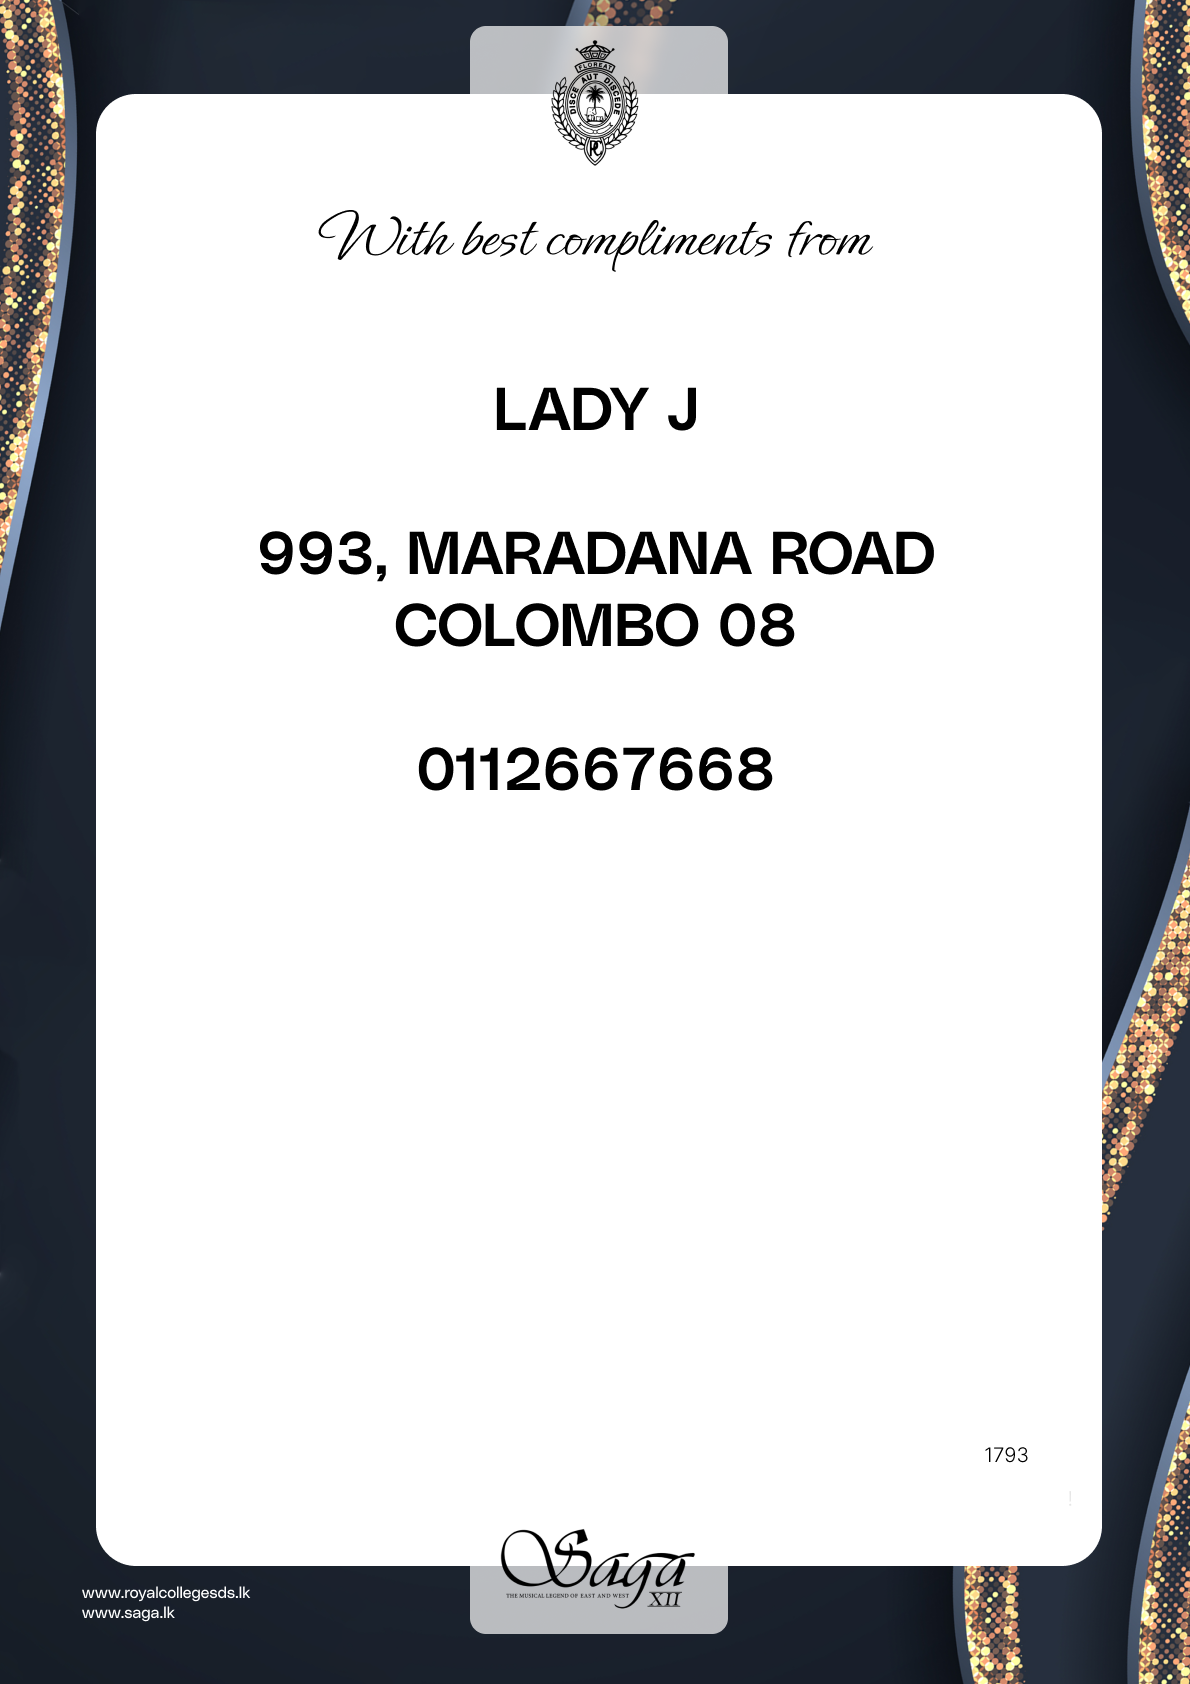 FLOREAT
DISCE AUT DISCEDE
RC
With best compliments from
LADY J
993, MARADANA ROAD
COLOMBO 08
0112667668
1793
Saga
THE MUSICAL LEGEND OF EAST AND WEST
XII
www.royalcollegesds.lk
www.saga.lk